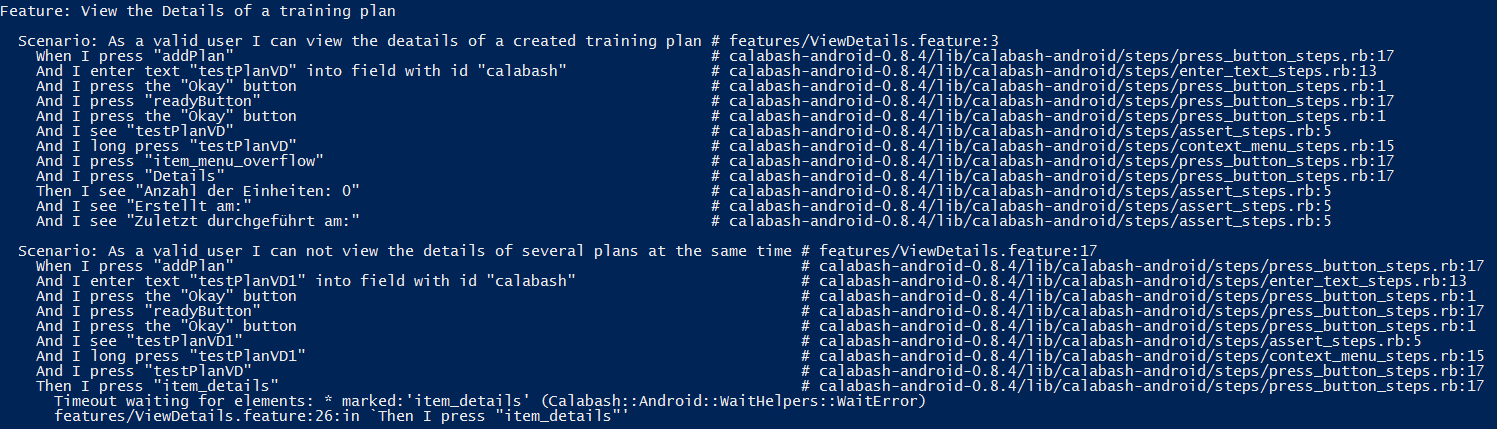 Feature: View the Details of a training plan
Scenario: As a valid user I can view the deatails of a created training plan # features/ViewDetails.feature:3
When I press "addPlan" # calabash-android-0.8.4/lib/calabash-android/steps/press_button_steps.rb:17
And I enter text "testPlanVD" into field with id "calabash" # calabash-android-0.8.4/lib/calabash-android/steps/enter_text_steps.rb:13
And I press the "Okay" button # calabash-android-0.8.4/lib/calabash-android/steps/press_button_steps.rb:1
And I press "readyButton" # calabash-android-0.8.4/lib/calabash-android/steps/press_button_steps.rb:17
And I press the "Okay" button # calabash-android-0.8.4/lib/calabash-android/steps/press_button_steps.rb:1
And I see "testPlanVD" # calabash-android-0.8.4/lib/calabash-android/steps/assert_steps.rb:5
And I long press "testPlanVD" # calabash-android-0.8.4/lib/calabash-android/steps/context_menu_steps.rb:15
And I press "item_menu_overflow" # calabash-android-0.8.4/lib/calabash-android/steps/press_button_steps.rb:17
And I press "Details" # calabash-android-0.8.4/lib/calabash-android/steps/press_button_steps.rb:17
Then I see "Anzahl der Einheiten: 0" # calabash-android-0.8.4/lib/calabash-android/steps/assert_steps.rb:5
And I see "Erstellt am:" # calabash-android-0.8.4/lib/calabash-android/steps/assert_steps.rb:5
And I see "Zuletzt durchgeführt am:" # calabash-android-0.8.4/lib/calabash-android/steps/assert_steps.rb:5
Scenario: As a valid user I can not view the details of several plans at the same time # features/ViewDetails.feature:17
When I press "addPlan" # calabash-android-0.8.4/lib/calabash-android/steps/press_button_steps.rb:17
And I enter text "testPlanVD1" into field with id "calabash" # calabash-android-0.8.4/lib/calabash-android/steps/enter_text_steps.rb:13
And I press the "Okay" button # calabash-android-0.8.4/lib/calabash-android/steps/press_button_steps.rb:1
And I press "readyButton" # calabash-android-0.8.4/lib/calabash-android/steps/press_button_steps.rb:17
And I press the "Okay" button # calabash-android-0.8.4/lib/calabash-android/steps/press_button_steps.rb:1
And I see "testPlanVD1" # calabash-android-0.8.4/lib/calabash-android/steps/assert_steps.rb:5
And I long press "testPlanVD1" # calabash-android-0.8.4/lib/calabash-android/steps/context_menu_steps.rb:15
And I press "testPlanVD" # calabash-android-0.8.4/lib/calabash-android/steps/press_button_steps.rb:17
Then I press "item_details" # calabash-android-0.8.4/lib/calabash-android/steps/press_button_steps.rb:17
Timeout waiting for elements: * marked:'item_details' (Calabash::Android::WaitHelpers::WaitError)
features/ViewDetails.feature:26:in `Then I press "item_details"'